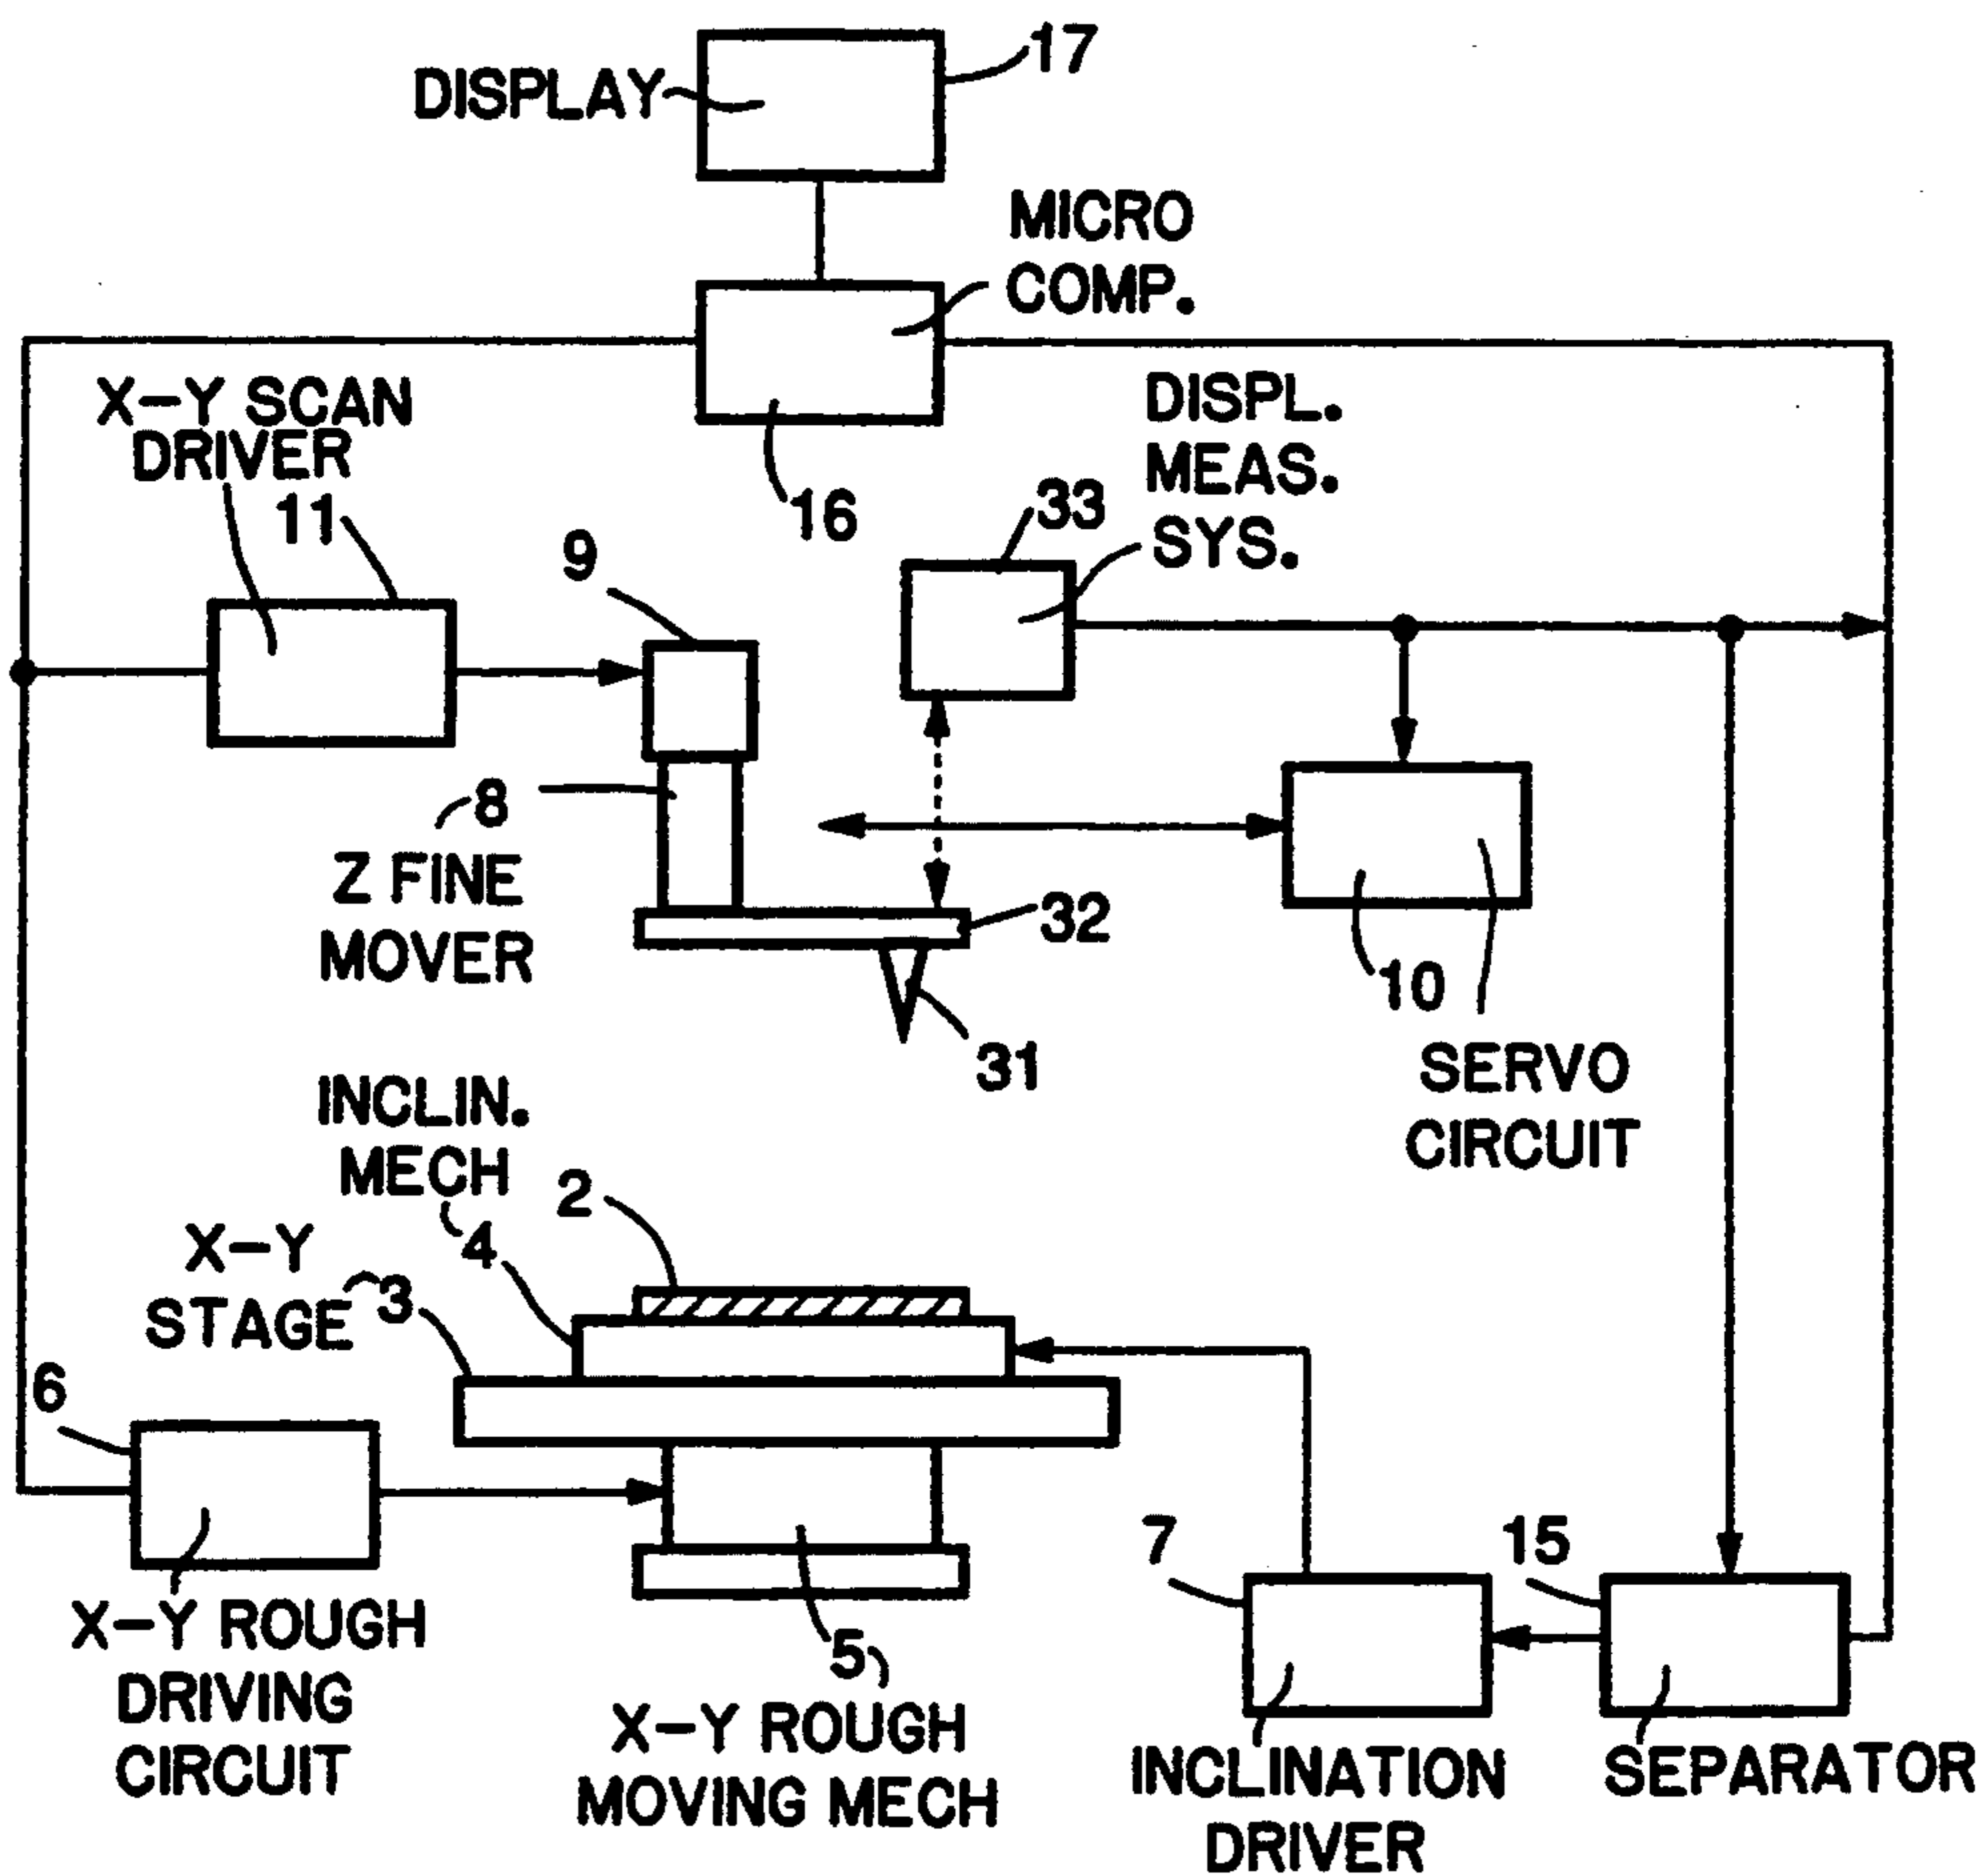 17
DISPLAY
MICRO
COMP.
X-Y SCAN
DRIVER
11
16
DISPL.
MEAS.
SYS.
33
9
8
Z FINE
MOVER
32
10
31
SERVO
CIRCUIT
INCLIN.
MECH
2
4
X-Y
STAGE
3
6
7
15
5
X-Y ROUGH
DRIVING
CIRCUIT
X-Y ROUGH
MOVING MECH
INCLINATION
DRIVER
SEPARATOR